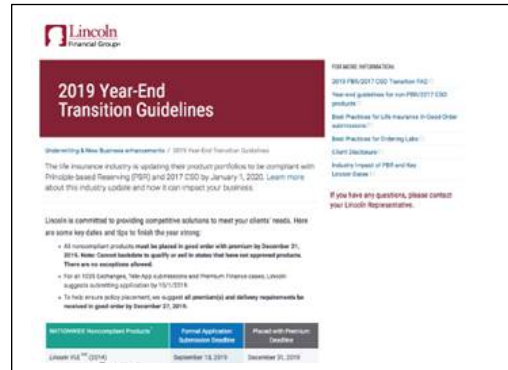 Lincoln
Financial Group®
2019 Year-End
Transition Guidelines
Underwriting & New Business enhancements / 2019 Year-End Transition Guidelines
The life insurance industry is updating their product portfolios to be compliant with
Principle-based Reserving (PBR) and 2017 CSO by January 1, 2020. Learn more
about this industry update and how it can impact your business.
Lincoln is committed to providing competitive solutions to meet your clients' needs. Here
are some key dates and tips to finish the year strong:
• All noncompliant products must be placed in good order with premium by December 31,
2019. Note: Cannot backdate to qualify or sell in states that have not approved products.
There are no exceptions allowed.
• For all 1035 Exchanges, Tele-App submissions and Premium Finance cases, Lincoln
suggests submitting application by 10/1/2019.
• To help ensure policy placement, we suggest all premium(s) and delivery requirements be
received in good order by December 27, 2019.
NATIONWIDE Noncompliant Products
Formal Application
Submission Deadline
Placed with Premium
Deadline
Lincoln VULONE (2014)
September 13, 2019
December 31, 2019
FOR MORE INFORMATION:
2019 PBR/2017 CSO Transition FAQ
Year-end guidelines for non-PBR/2017 CSO
products
Best Practices for Life Insurance In Good Order
submissions
Best Practices for Ordering Labs
Client Disclosure
Industry Impact of PBR and Key
Lincoln Dates
If you have any questions, please contact
your Lincoln Representative.